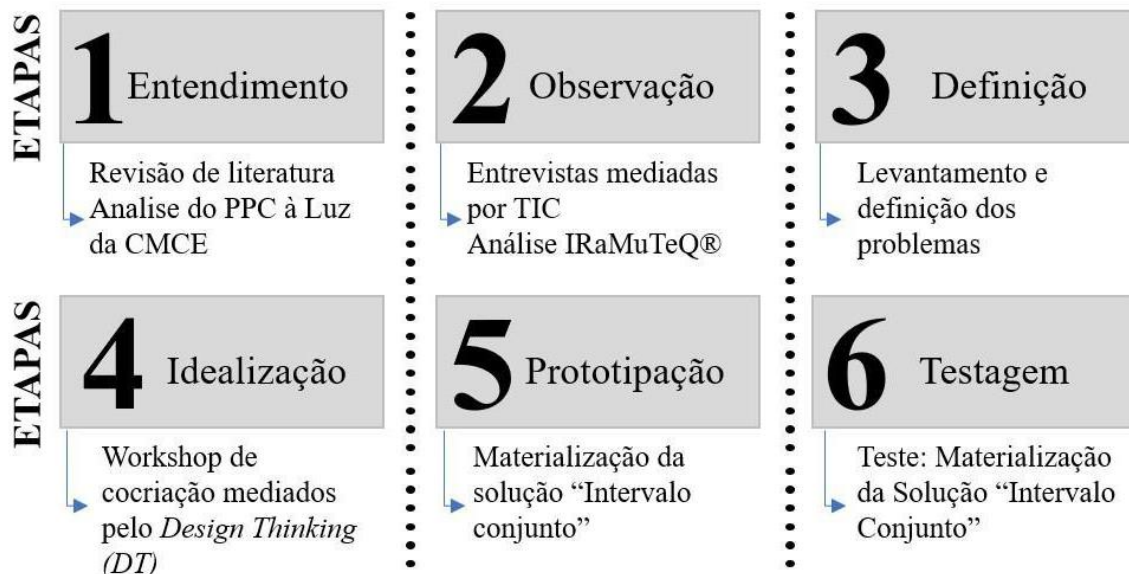 ETAPAS
1 Entendimento
Revisão de literatura
Analise do PPC à Luz
da CMCE
2 Observação
Entrevistas mediadas
por TIC
Análise IRaMuTeQ®
3 Definição
Levantamento e
definição dos
problemas
ETAPAS
4 Idealização
Workshop de
cocriação mediados
pelo Design Thinking
(DT)
5 Prototipação
Materialização da
solução “Intervalo
conjunto”
6 Testagem
Teste: Materialização
da Solução “Intervalo
Conjunto”